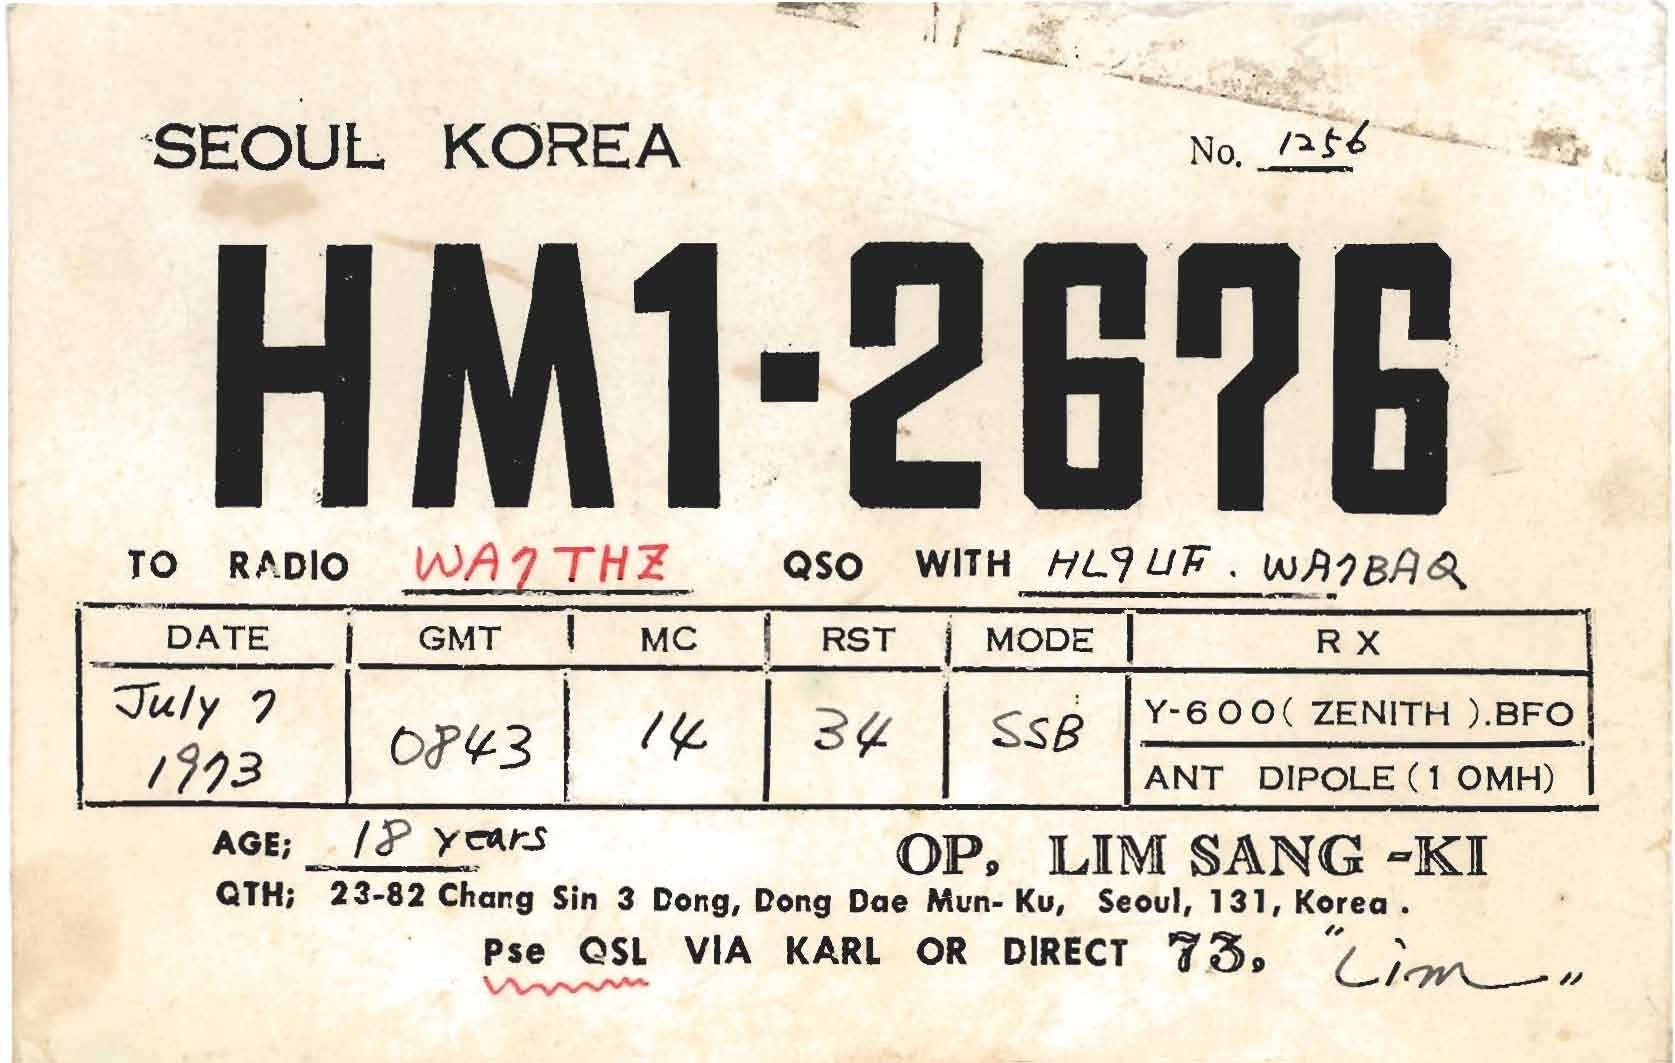 SEOUL KOREA No. 1256
HM1-2676
TO RADIO WA7THZ QSO WITH HL9UF. WA7BAQ
DATE GMT MC RST MODE RX
July 7 1973 0843 14 34 SSB Y-600( ZENITH ).BFO
ANT DIPOLE(1 OMH)
AGE; 18 years OP, LIM SANG -KI
QTH; 23-82 Chang Sin 3 Dong, Dong Dae Mun- Ku, Seoul, 131, Korea .
Pse QSL VIA KARL OR DIRECT 73, "Lim"